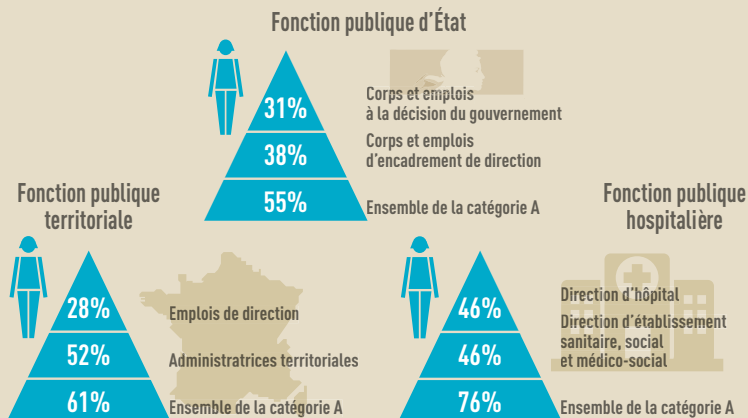 Fonction publique d'État
31%
Corps et emplois
à la décision du gouvernement
38%
Corps et emplois
d'encadrement de direction
55%
Ensemble de la catégorie A
Fonction publique
territoriale
28%
Emplois de direction
52%
Administratrices territoriales
61%
Ensemble de la catégorie A
Fonction publique
hospitalière
46%
Direction d'hôpital
46%
Direction d'établissement
sanitaire, social
et médico-social
76%
Ensemble de la catégorie A